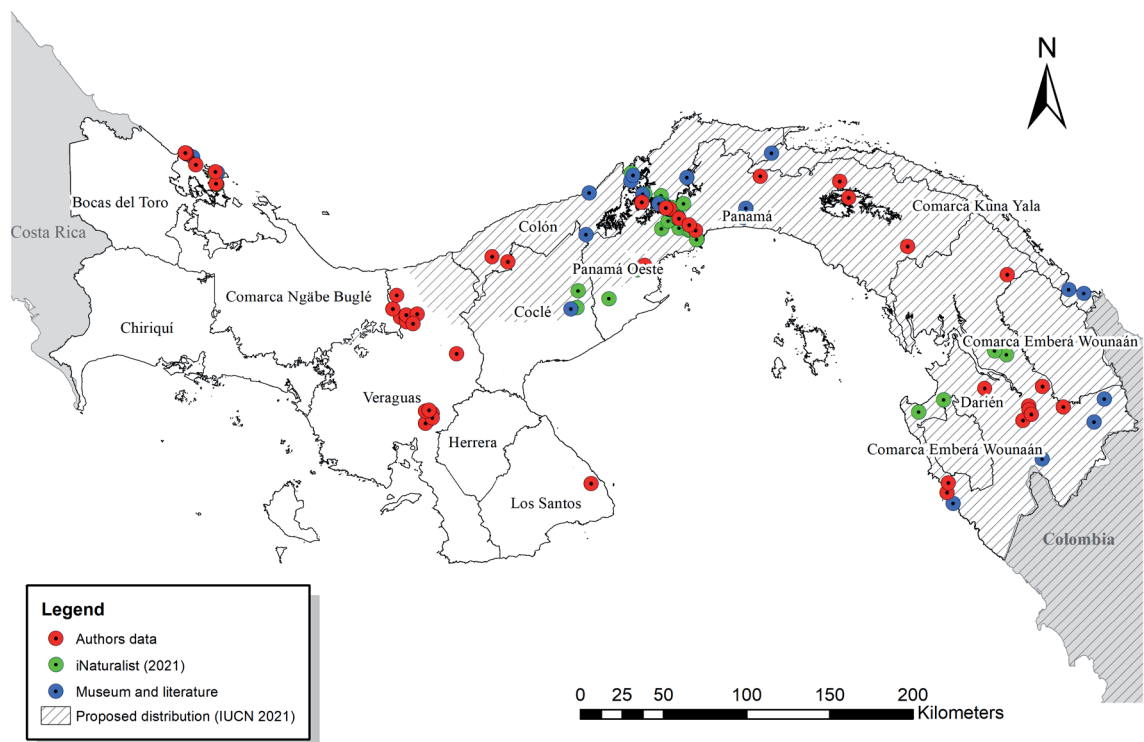 N
Costa Rica
Bocas del Toro
Comarca Ngäbe Buglé
Chiriquí
Veraguas
Herrera
Los Santos
Coclé
Colón
Panamá Oeste
Panamá
Comarca Kuna Yala
Comarca Emberá Wounaán
Darién
Comarca Emberá Wounaán
Colombia
Legend
Authors data
iNaturalist (2021)
Museum and literature
Proposed distribution (IUCN 2021)
0 25 50 100 150 200
Kilometers